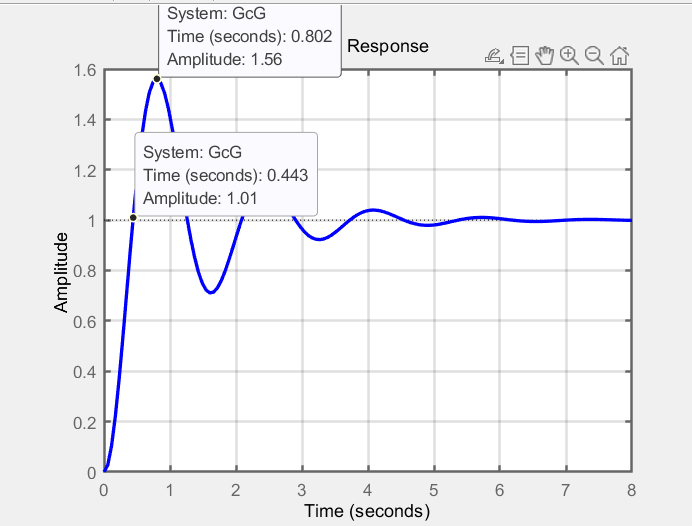 System: GcG
Time (seconds): 0.802
Amplitude: 1.56
Response
1.6
1.4
1.2
1
0.8
0.6
0.4
0.2
0
System: GcG
Time (seconds): 0.443
Amplitude: 1.01
Amplitude
0 1 2 3 4 5 6 7 8
Time (seconds)